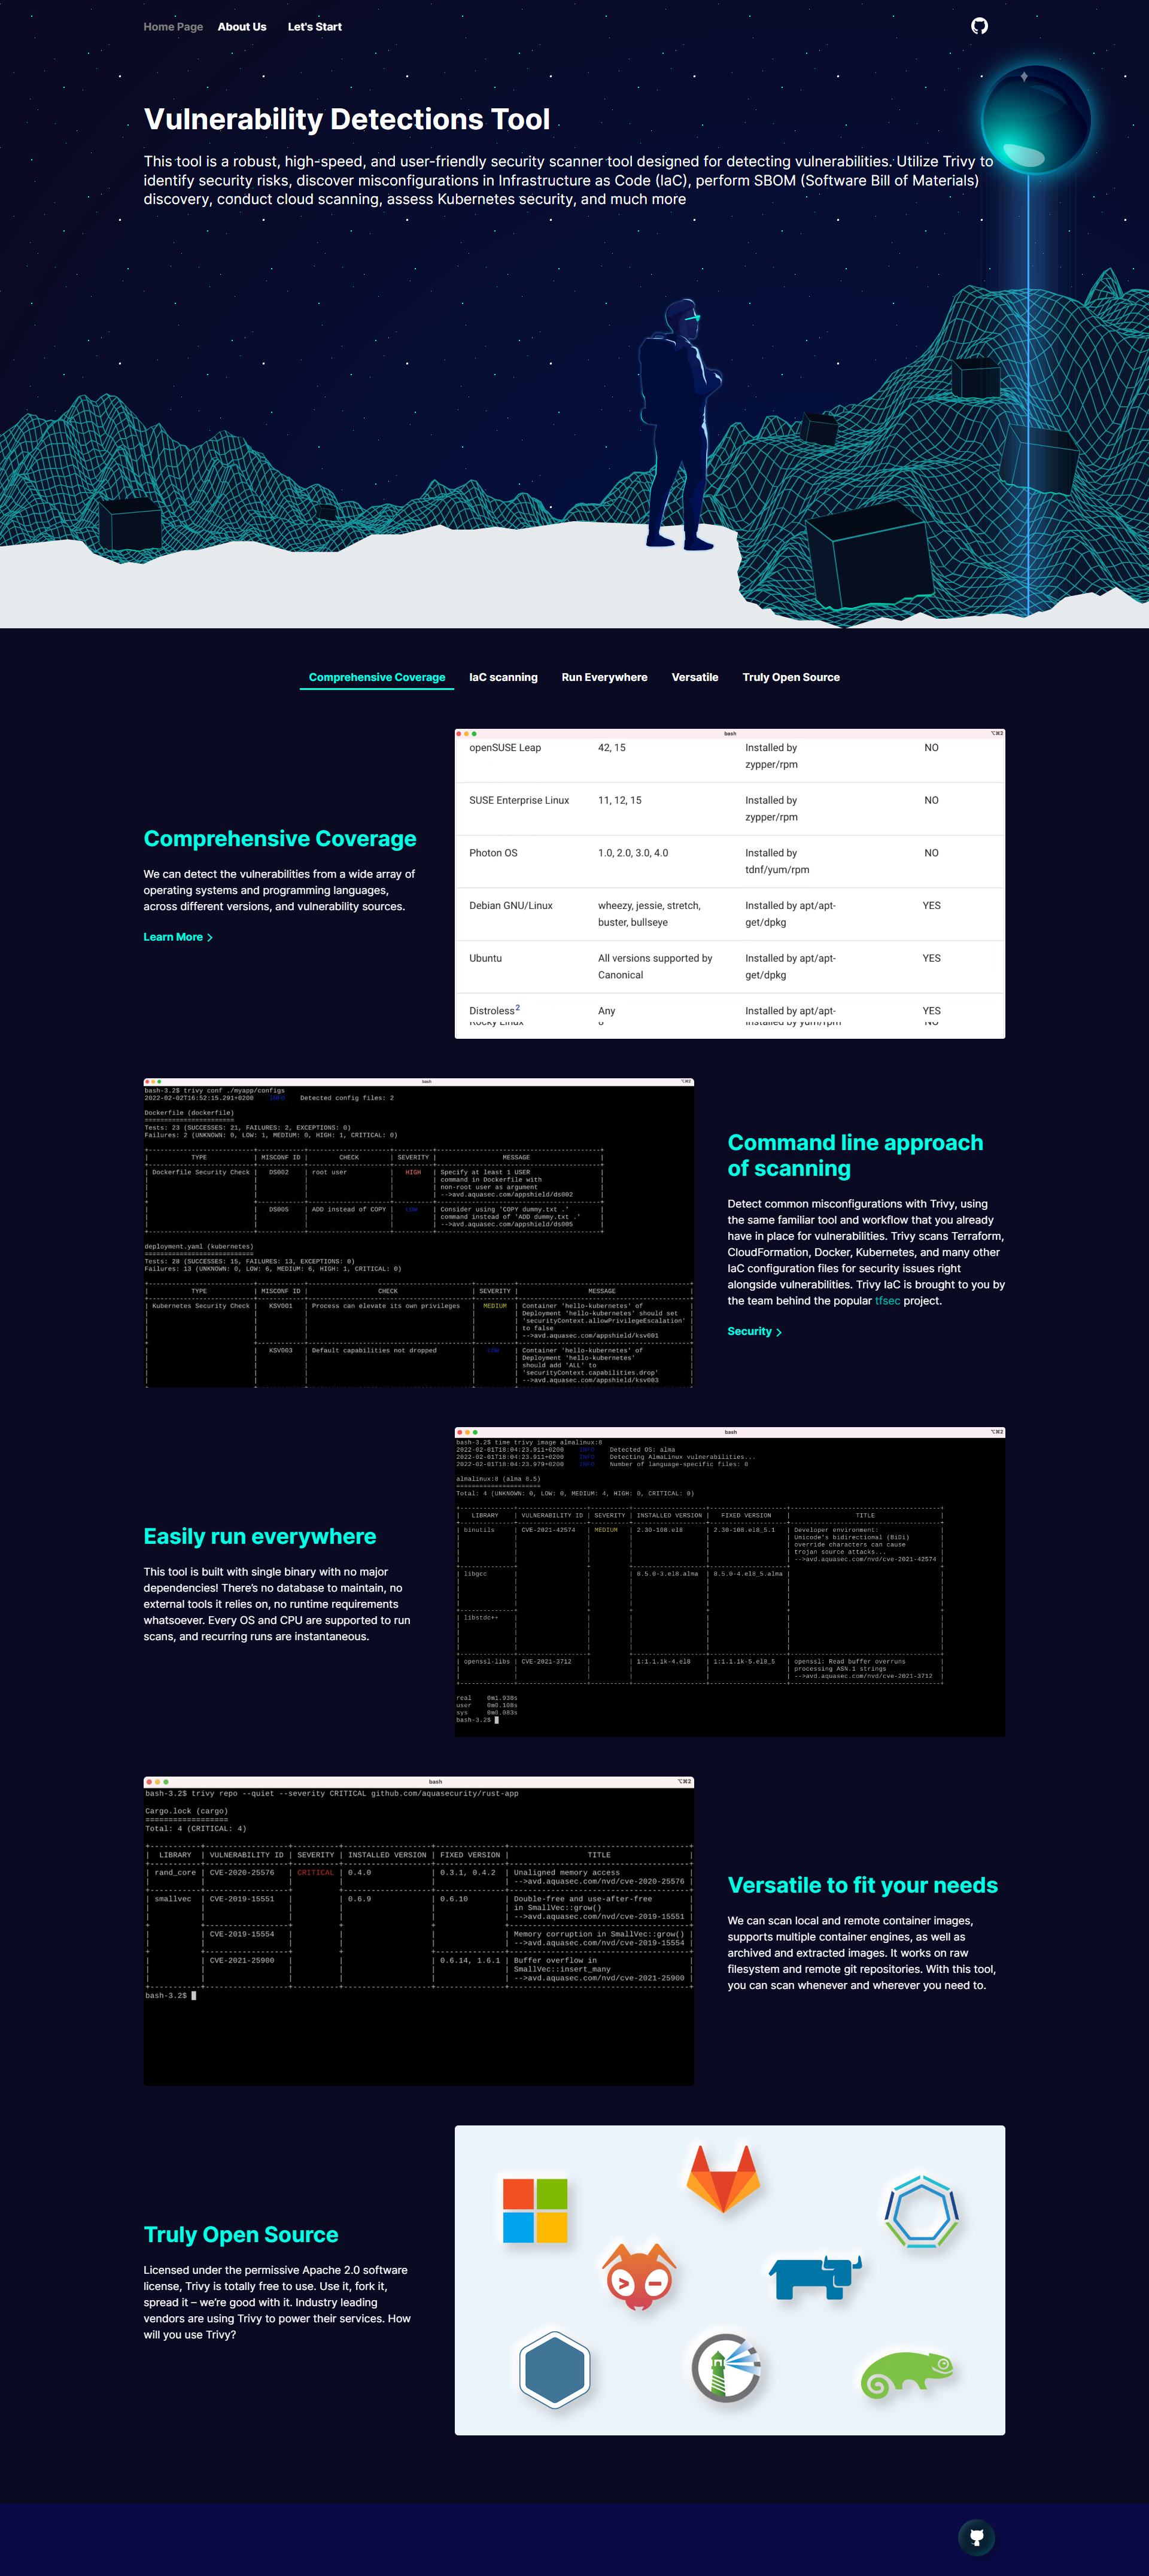 Home Page About Us Let's Start
Vulnerability Detections Tool
This tool is a robust, high-speed, and user-friendly security scanner tool designed for detecting vulnerabilities. Utilize Trivy to
identify security risks, discover misconfigurations in Infrastructure as Code (IaC), perform SBOM (Software Bill of Materials)
discovery, conduct cloud scanning, assess Kubernetes security, and much more
Comprehensive Coverage IaC scanning Run Everywhere Versatile Truly Open Source
Comprehensive Coverage
We can detect the vulnerabilities from a wide array of
operating systems and programming languages,
across different versions, and vulnerability sources.
Learn More
bash ⌥⌘2
openSUSE Leap 42, 15 Installed by NO
zypper/rpm
SUSE Enterprise Linux 11, 12, 15 Installed by NO
zypper/rpm
Photon OS 1.0, 2.0, 3.0, 4.0 Installed by NO
tdnf/yum/rpm
Debian GNU/Linux wheezy, jessie, stretch, Installed by apt/apt- YES
buster, bullseye get/dpkg
Ubuntu All versions supported by Installed by apt/apt- YES
Canonical get/dpkg
Distroless2 Any Installed by apt/apt- YES
Rocky Linux 8 Installed by yum/rpm NO
bash ⌥⌘2
bash-3.2$ trivy conf ./myapp/configs
2022-02-02T16:52:15.291+0200 INFO Detected config files: 2
Dockerfile (dockerfile)
=======================
Tests: 23 (SUCCESSES: 21, FAILURES: 2, EXCEPTIONS: 0)
Failures: 2 (UNKNOWN: 0, LOW: 1, MEDIUM: 0, HIGH: 1, CRITICAL: 0)
TYPE MISCONF ID CHECK SEVERITY MESSAGE
Dockerfile Security Check DS002 root user HIGH Specify at least 1 USER
command in Dockerfile with
non-root user as argument
-->avd.aquasec.com/appshield/ds002
DS005 ADD instead of COPY LOW Consider using 'COPY dummy.txt .'
command instead of 'ADD dummy.txt .'
-->avd.aquasec.com/appshield/ds005
deployment.yaml (kubernetes)
============================
Tests: 28 (SUCCESSES: 15, FAILURES: 13, EXCEPTIONS: 0)
Failures: 13 (UNKNOWN: 0, LOW: 6, MEDIUM: 6, HIGH: 1, CRITICAL: 0)
TYPE MISCONF ID CHECK SEVERITY MESSAGE
Kubernetes Security Check KSV001 Process can elevate its own privileges MEDIUM Container 'hello-kubernetes' of
Deployment 'hello-kubernetes' should set
'securityContext.allowPrivilegeEscalation'
to false
-->avd.aquasec.com/appshield/ksv001
KSV003 Default capabilities not dropped LOW Container 'hello-kubernetes' of
Deployment 'hello-kubernetes'
should add 'ALL' to
'securityContext.capabilities.drop'
-->avd.aquasec.com/appshield/ksv003
Command line approach
of scanning
Detect common misconfigurations with Trivy, using
the same familiar tool and workflow that you already
have in place for vulnerabilities. Trivy scans Terraform,
CloudFormation, Docker, Kubernetes, and many other
IaC configuration files for security issues right
alongside vulnerabilities. Trivy IaC is brought to you by
the team behind the popular tfsec project.
Security
Easily run everywhere
This tool is built with single binary with no major
dependencies! There's no database to maintain, no
external tools it relies on, no runtime requirements
whatsoever. Every OS and CPU are supported to run
scans, and recurring runs are instantaneous.
bash ⌥⌘2
bash-3.2$ time trivy image almalinux:8
2022-02-01T18:04:23.911+0200 INFO Detected OS: alma
2022-02-01T18:04:23.911+0200 INFO Detecting AlmaLinux vulnerabilities...
2022-02-01T18:04:23.979+0200 INFO Number of language-specific files: 0
almalinux:8 (alma 8.5)
======================
Total: 4 (UNKNOWN: 0, LOW: 0, MEDIUM: 4, HIGH: 0, CRITICAL: 0)
LIBRARY VULNERABILITY ID SEVERITY INSTALLED VERSION FIXED VERSION TITLE
binutils CVE-2021-42574 MEDIUM 2.30-108.el8 2.30-108.el8_5.1 Developer environment:
Unicode's bidirectional (BiDi)
override characters can cause
trojan source attacks...
-->avd.aquasec.com/nvd/cve-2021-42574
libgcc 8.5.0-3.el8.alma 8.5.0-4.el8_5.alma
libstdc++
openssl-libs CVE-2021-3712 1:1.1.1k-4.el8 1:1.1.1k-5.el8_5 openssl: Read buffer overruns
processing ASN.1 strings
-->avd.aquasec.com/nvd/cve-2021-3712
real 0m1.938s
user 0m0.108s
sys 0m0.083s
bash-3.2$
bash ⌥⌘2
bash-3.2$ trivy repo --quiet --severity CRITICAL github.com/aquasecurity/rust-app
Cargo.lock (cargo)
==================
Total: 4 (CRITICAL: 4)
LIBRARY VULNERABILITY ID SEVERITY INSTALLED VERSION FIXED VERSION TITLE
rand_core CVE-2020-25576 CRITICAL 0.4.0 0.3.1, 0.4.2 Unaligned memory access
-->avd.aquasec.com/nvd/cve-2020-25576
smallvec CVE-2019-15551 0.6.9 0.6.10 Double-free and use-after-free
in SmallVec::grow()
-->avd.aquasec.com/nvd/cve-2019-15551
CVE-2019-15554 Memory corruption in SmallVec::grow()
-->avd.aquasec.com/nvd/cve-2019-15554
CVE-2021-25900 0.6.14, 1.6.1 Buffer overflow in
SmallVec::insert_many
-->avd.aquasec.com/nvd/cve-2021-25900
bash-3.2$
Versatile to fit your needs
We can scan local and remote container images,
supports multiple container engines, as well as
archived and extracted images. It works on raw
filesystem and remote git repositories. With this tool,
you can scan whenever and wherever you need to.
Truly Open Source
Licensed under the permissive Apache 2.0 software
license, Trivy is totally free to use. Use it, fork it,
spread it – we're good with it. Industry leading
vendors are using Trivy to power their services. How
will you use Trivy?